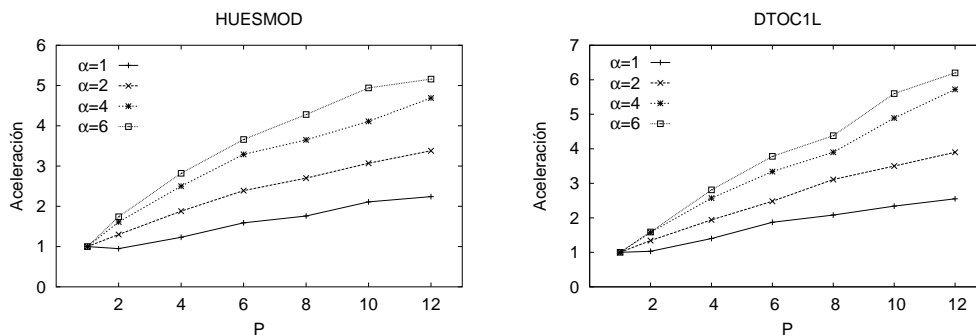 HUESMOD
6
5
4
3
2
1
0
α=1
α=2
α=4
α=6
Aceleración
2 4 6 8 10 12
P
DTOC1L
7
6
5
4
3
2
1
0
α=1
α=2
α=4
α=6
Aceleración
2 4 6 8 10 12
P